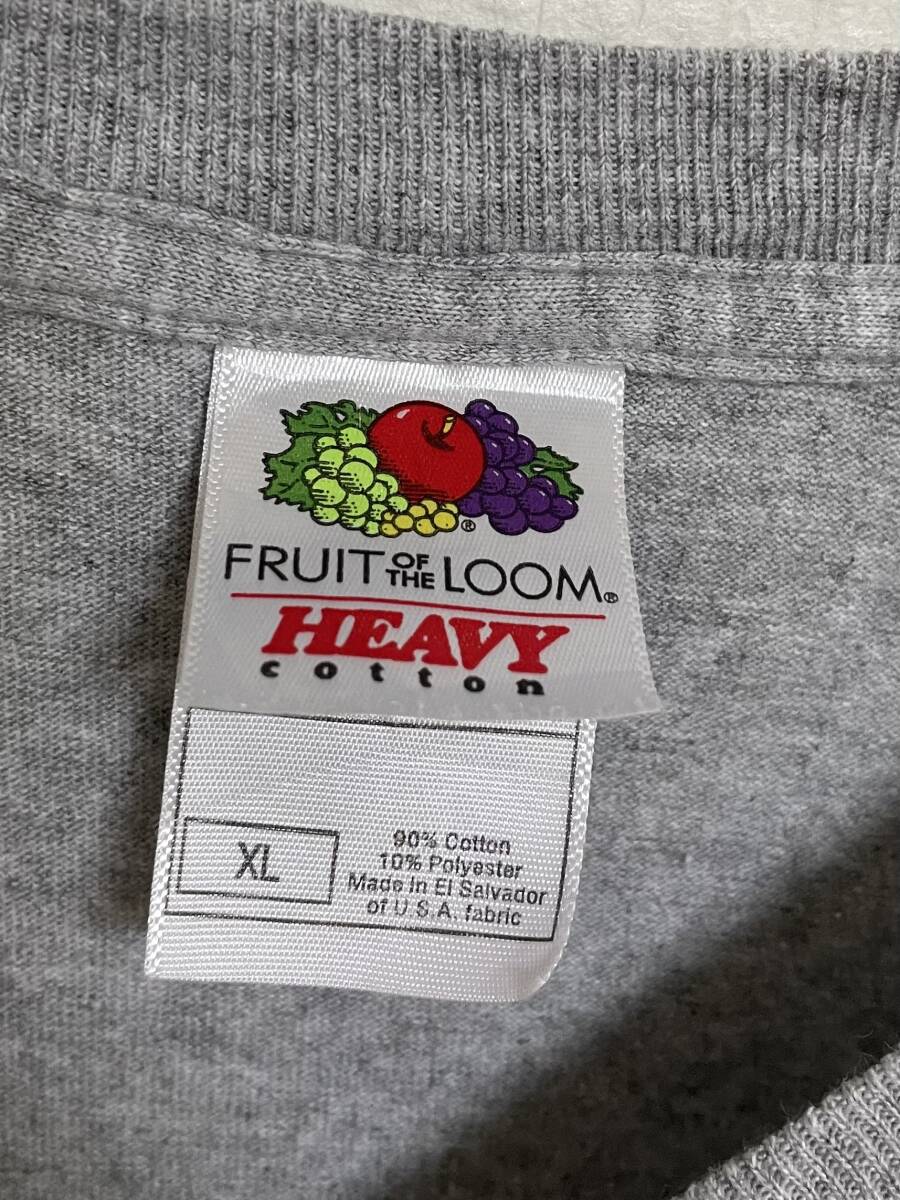 ®
FRUIT OF THE LOOM®
HEAVY
cotton
XL
90% Cotton
10% Polyester
Made In El Salvador
of U.S.A. fabric